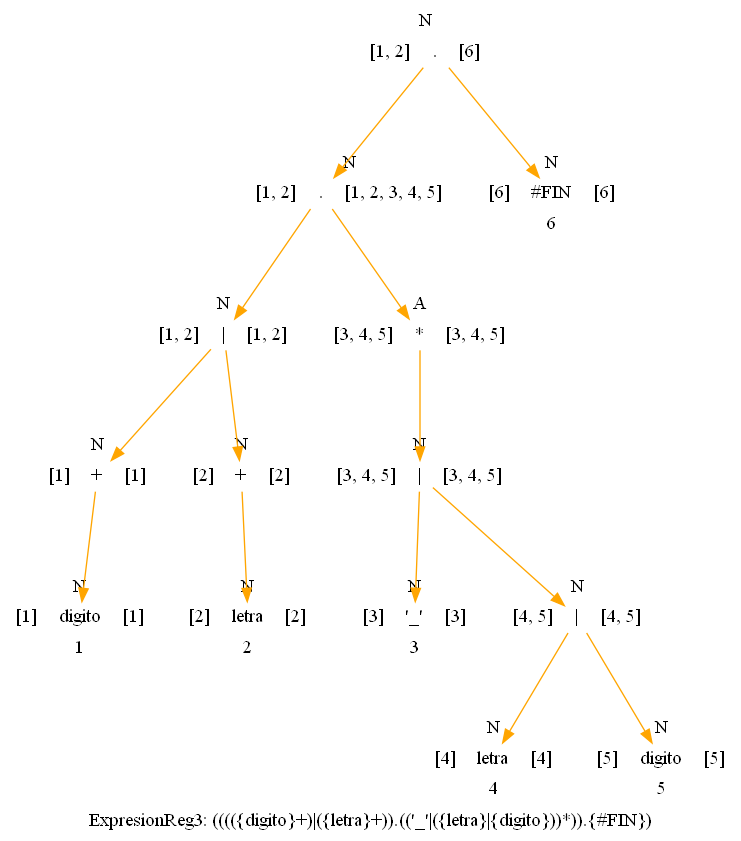 N
[1, 2] . [6]
N N
[1, 2] . [1, 2, 3, 4, 5] [6] #FIN [6]
6
N A
[1, 2] | [1, 2] [3, 4, 5] * [3, 4, 5]
N N N
[1] + [1] [2] + [2] [3, 4, 5] | [3, 4, 5]
N N N N
[1] digito [1] [2] letra [2] [3] '_' [3] [4, 5] | [4, 5]
1 2 3
N N
[4] letra [4] [5] digito [5]
4 5
ExpresionReg3: (((({digito}+)|({letra}+)).(('_'|({letra}|{digito}))*)).{#FIN})